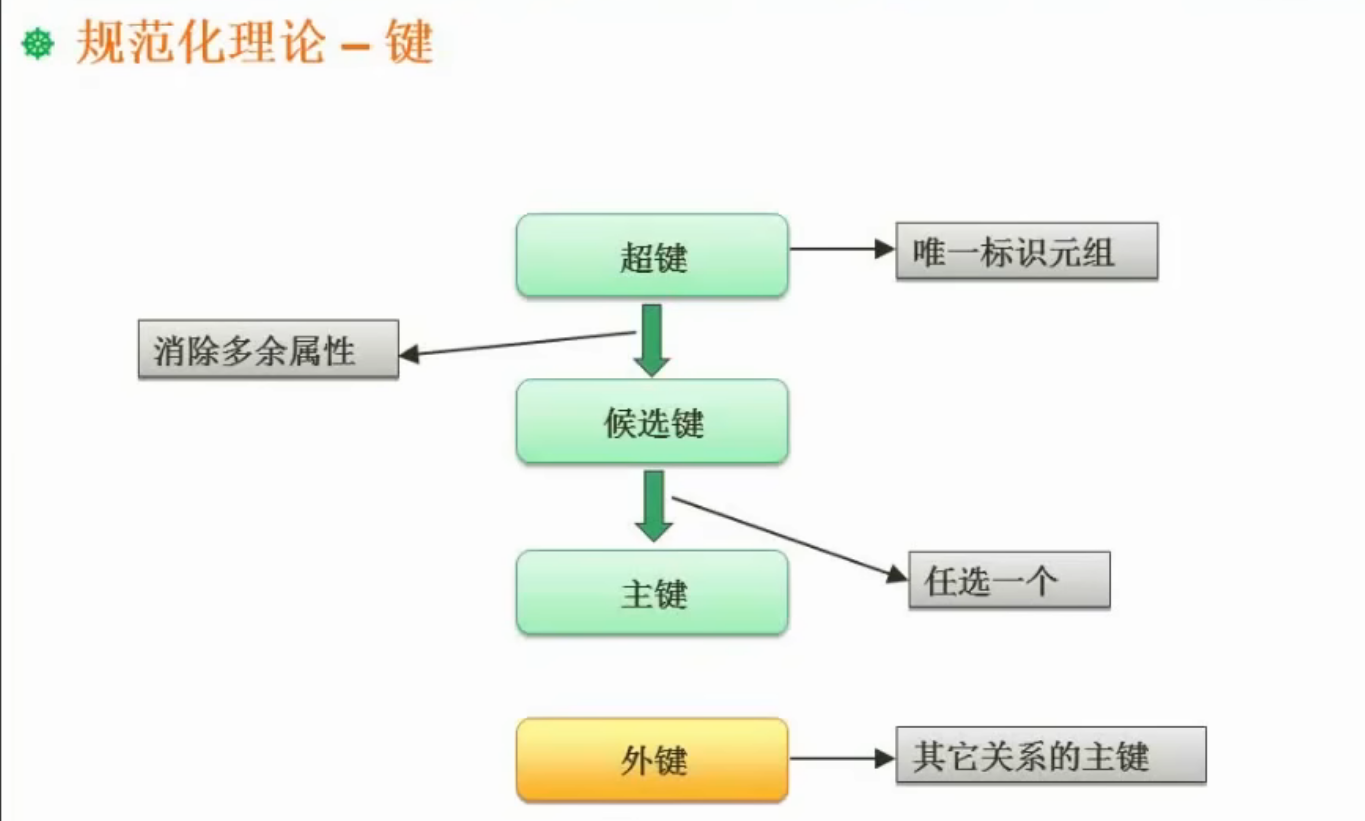 规范化理论 – 键
超键
唯一标识元组
消除多余属性
候选键
任选一个
主键
外键
其它关系的主键